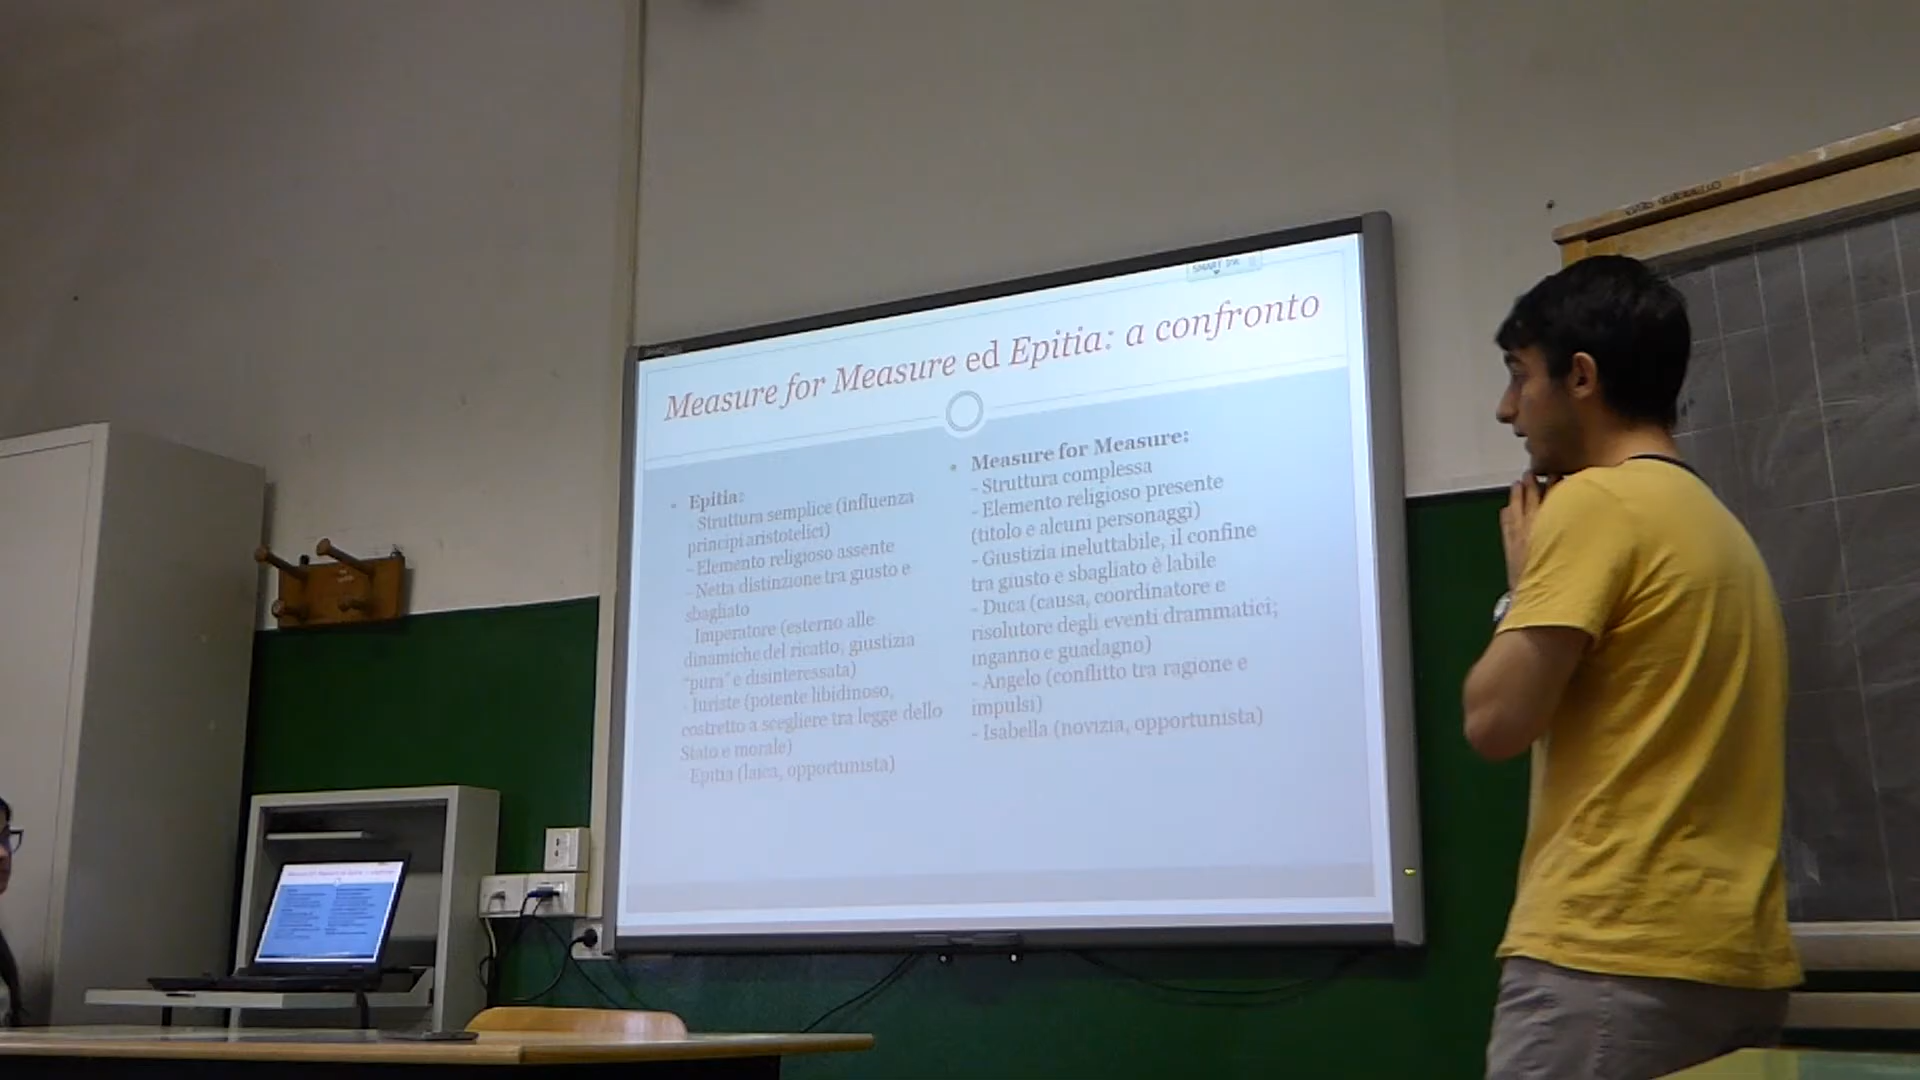 SMART Ink
Measure for Measure ed Epitia: a confronto
Epitia:
- Struttura semplice (influenza
principi aristotelici)
- Elemento religioso assente
- Netta distinzione tra giusto e
sbagliato
- Imperatore (esterno alle
dinamiche del ricatto, giustizia
"pura" e disinteressata)
- Iuriste (potente libidinoso,
costretto a scegliere tra legge dello
Stato e morale)
- Epitia (laica, opportunista)
Measure for Measure:
- Struttura complessa
- Elemento religioso presente
(titolo e alcuni personaggi)
- Giustizia ineluttabile, il confine
tra giusto e sbagliato è labile
- Duca (causa, coordinatore e
risolutore degli eventi drammatici;
inganno e guadagno)
- Angelo (conflitto tra ragione e
impulsi)
- Isabella (novizia, opportunista)